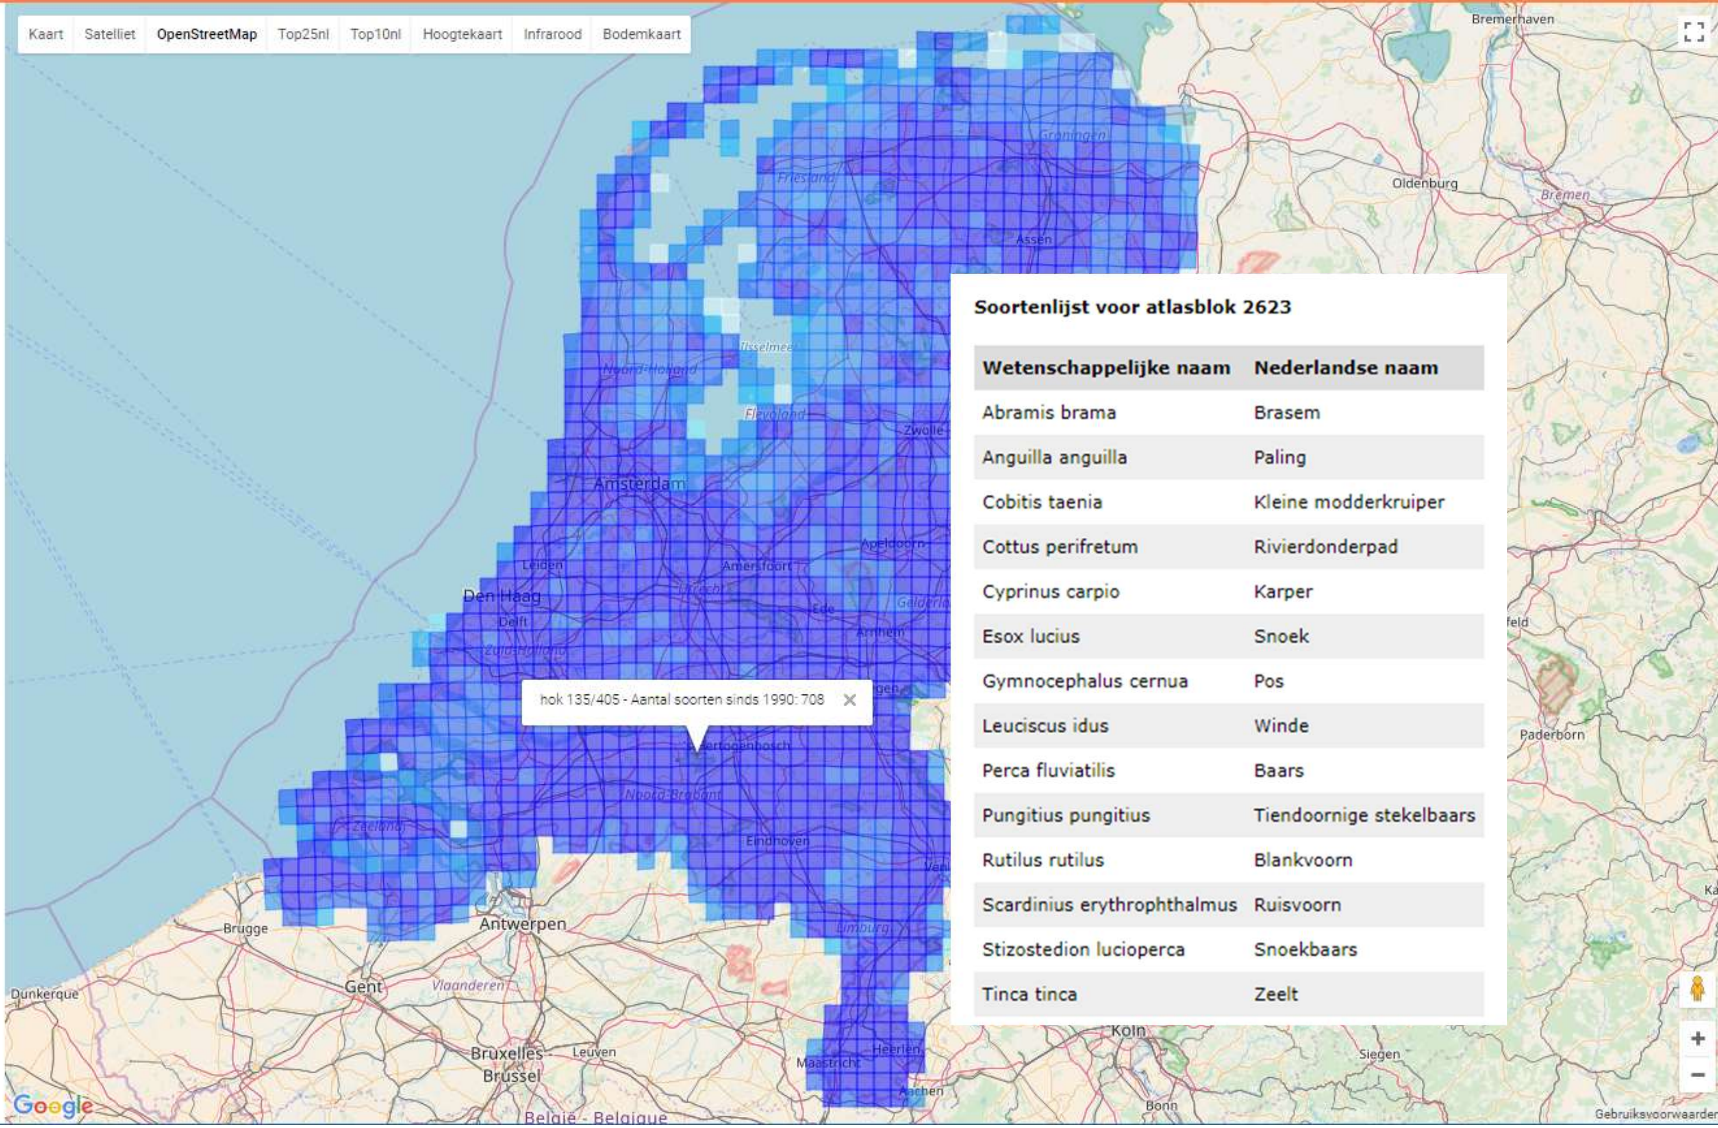 Kaart Satelliet OpenStreetMap Top25nl Top10nl Hoogtekaart Infrarood Bodemkaart
Bremerhaven
Groningen
Friesland
Oldenburg
Bremen
Assen
IJsselmeer
Noord-Holland
Flevoland
Zwolle
Amsterdam
Apeldoorn
Leiden
Amersfoort
Utrecht
Den Haag
Delft
Ede
Arnhem
Zuid-Holland
hok 135/405 - Aantal soorten sinds 1990: 708
Noord-Brabant
Zeeland
Eindhoven
Brugge
Antwerpen
Limburg
Gent
Vlaanderen
Dunkerque
Bruxelles -
Brussel
Leuven
Maastricht
Heerlen
Aachen
België - Belgique
Google
Soortenlijst voor atlasblok 2623
Wetenschappelijke naam Nederlandse naam
Abramis brama Brasem
Anguilla anguilla Paling
Cobitis taenia Kleine modderkruiper
Cottus perifretum Rivierdonderpad
Cyprinus carpio Karper
Esox lucius Snoek
Gymnocephalus cernua Pos
Leuciscus idus Winde
Perca fluviatilis Baars
Pungitius pungitius Tiendoornige stekelbaars
Rutilus rutilus Blankvoorn
Scardinius erythrophthalmus Ruisvoorn
Stizostedion lucioperca Snoekbaars
Tinca tinca Zeelt
feld
Paderborn
Köln
Siegen
Bonn
+
−
Gebruiksvoorwaarden